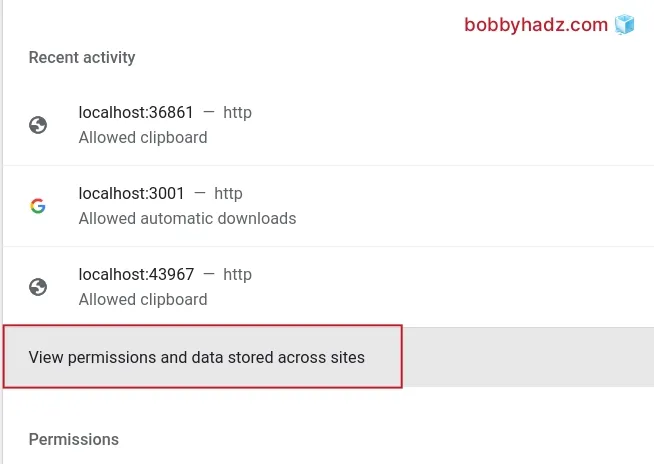 bobbyhadz.com
Recent activity
localhost:36861 — http
Allowed clipboard
localhost:3001 — http
Allowed automatic downloads
localhost:43967 — http
Allowed clipboard
View permissions and data stored across sites
Permissions